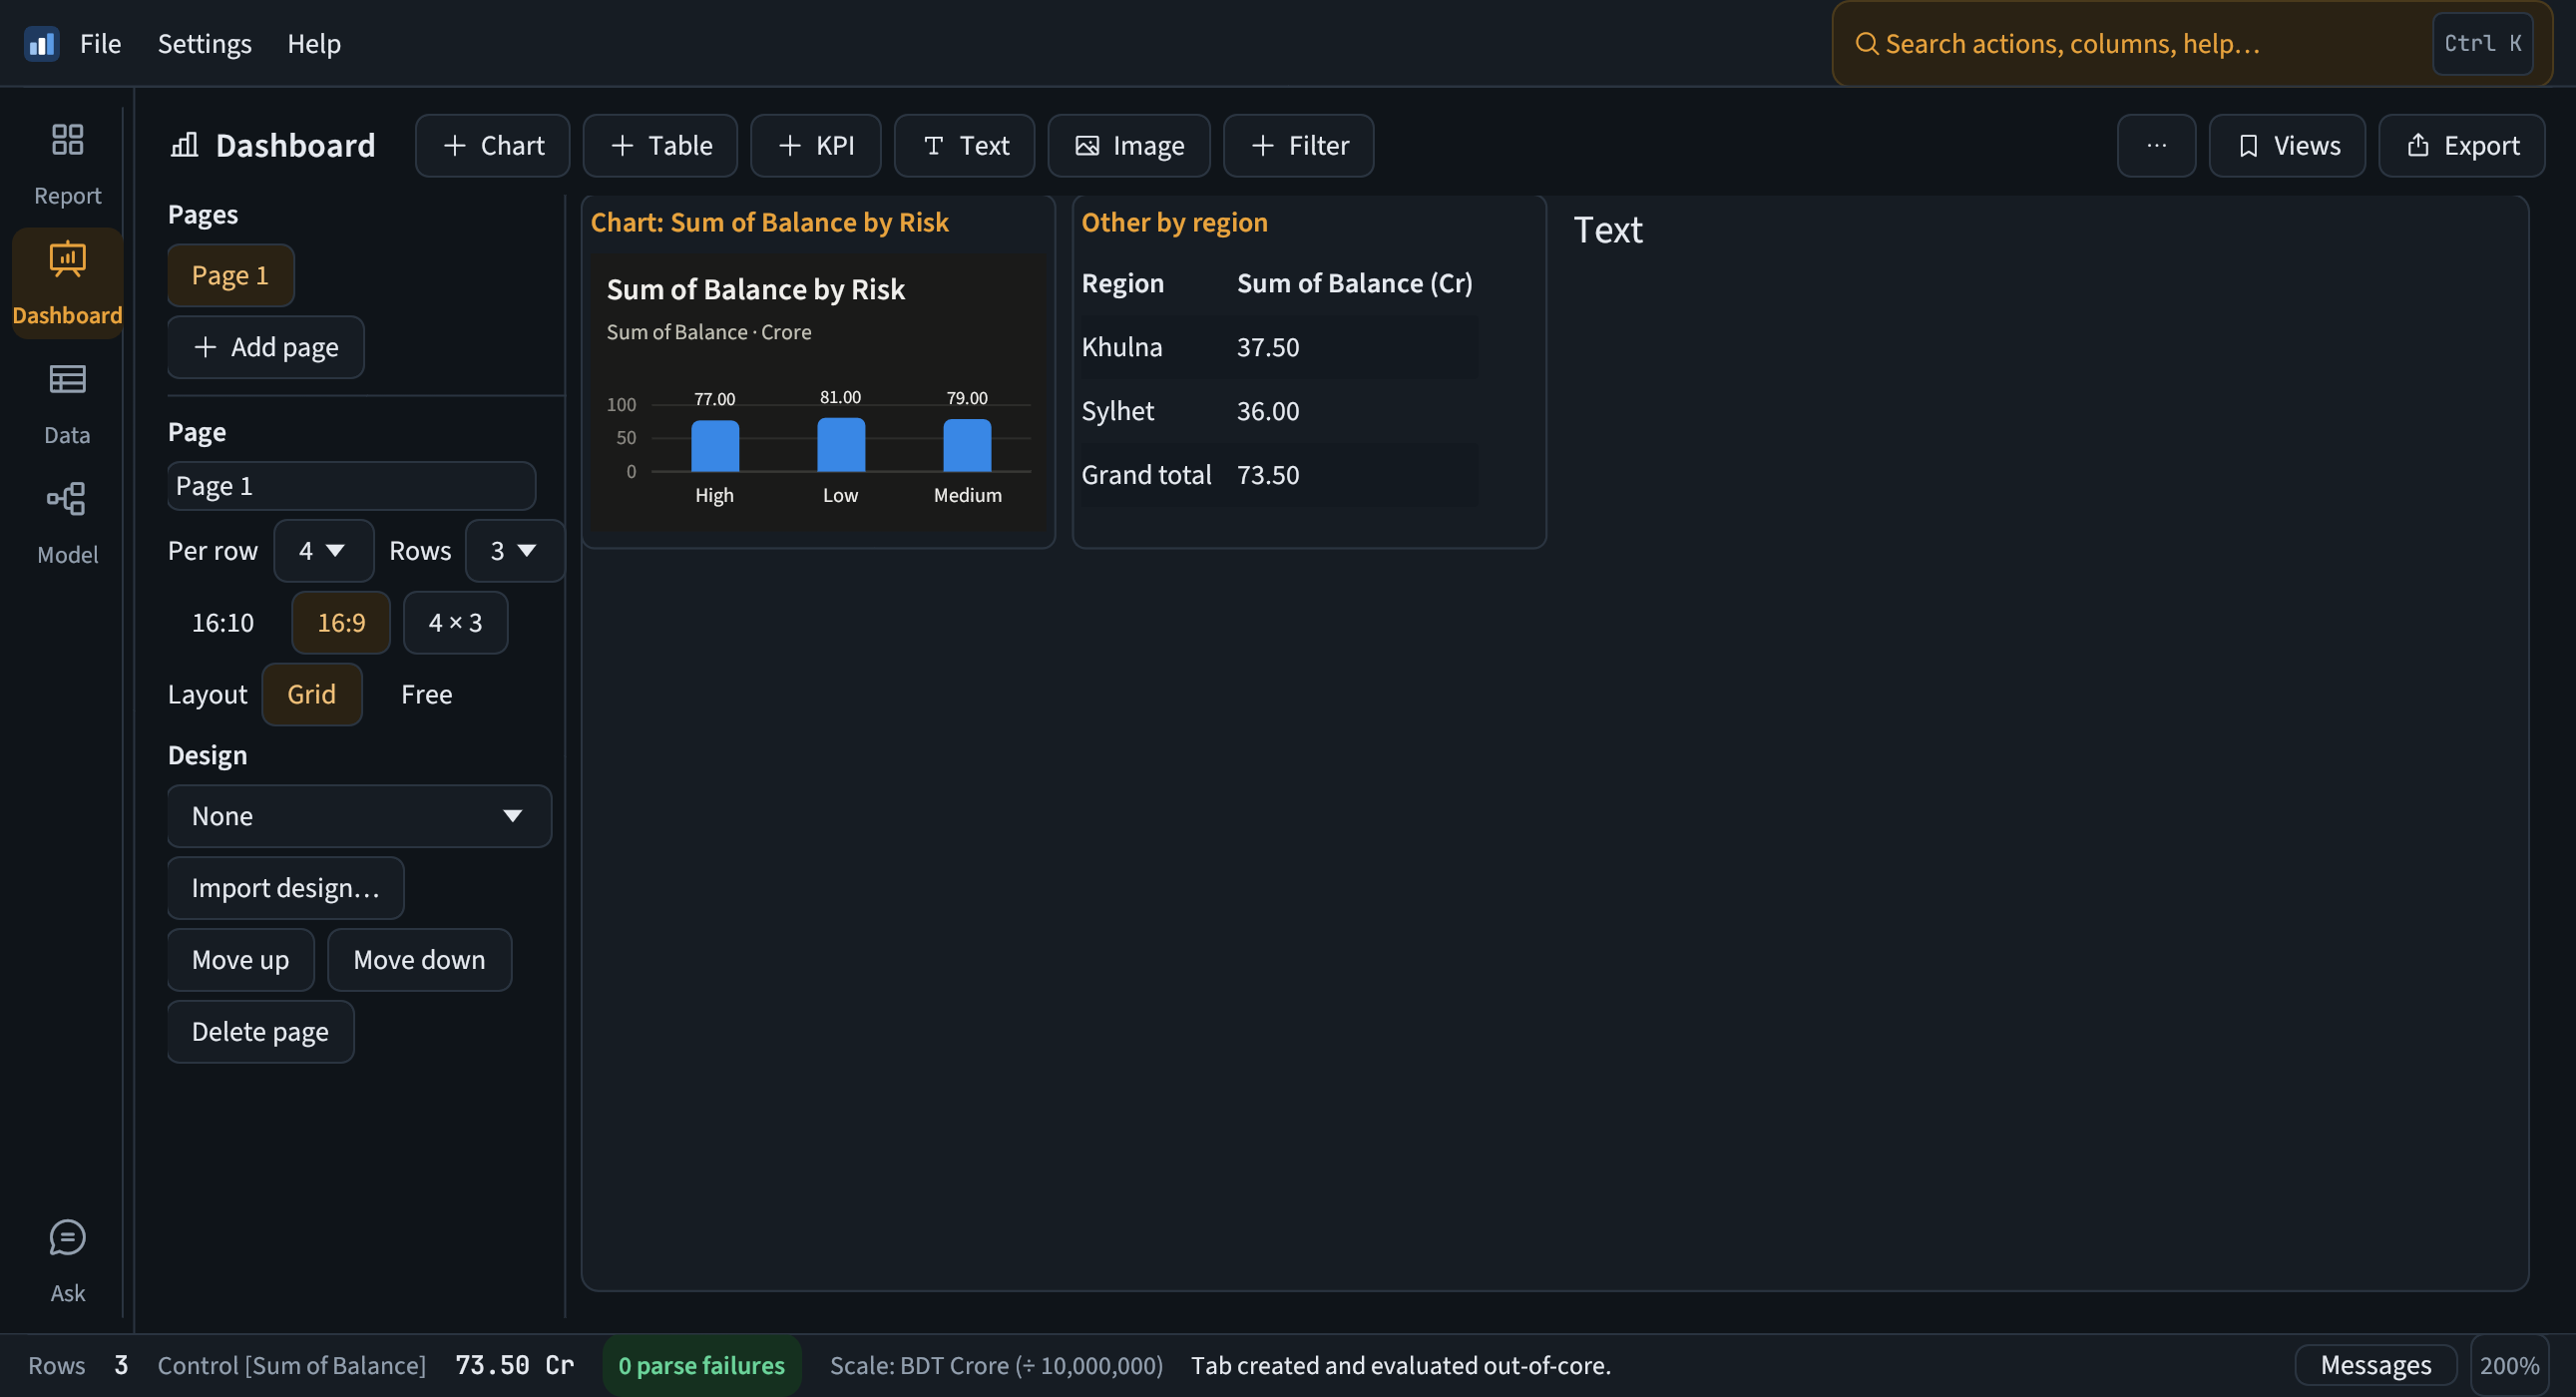 File Settings Help Search actions, columns, help... Ctrl K
Dashboard Chart Table KPI Text Image Filter ... Views Export
Report
Dashboard
Data
Model
Ask
Pages
Page 1
Add page
Page
Page 1
Per row 4 Rows 3
16:10 16:9 4 × 3
Layout Grid Free
Design
None
Import design...
Move up Move down
Delete page
Chart: Sum of Balance by Risk
Sum of Balance by Risk
Sum of Balance · Crore
100
50
0
77.00 81.00 79.00
High Low Medium
Other by region
Region Sum of Balance (Cr)
Khulna 37.50
Sylhet 36.00
Grand total 73.50
Text
Rows 3 Control [Sum of Balance] 73.50 Cr 0 parse failures Scale: BDT Crore (÷ 10,000,000) Tab created and evaluated out-of-core. Messages 200%